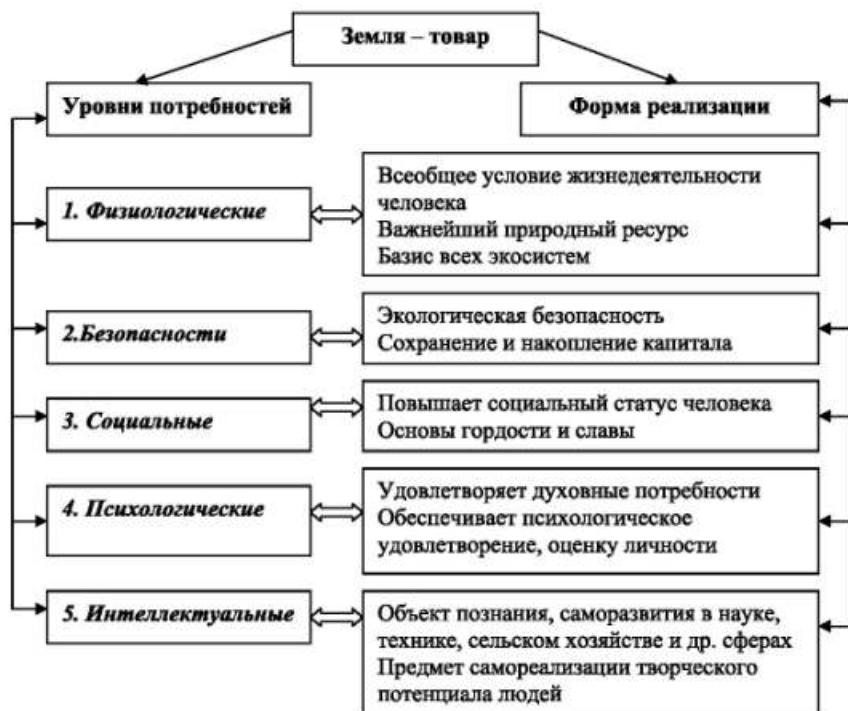 Земля – товар
Уровни потребностей
Форма реализации
1. Физиологические
Всеобщее условие жизнедеятельности
человека
Важнейший природный ресурс
Базис всех экосистем
2.Безопасности
Экологическая безопасность
Сохранение и накопление капитала
3. Социальные
Повышает социальный статус человека
Основы гордости и славы
4. Психологические
Удовлетворяет духовные потребности
Обеспечивает психологическое
удовлетворение, оценку личности
5. Интеллектуальные
Объект познания, саморазвития в науке,
технике, сельском хозяйстве и др. сферах
Предмет самореализации творческого
потенциала людей